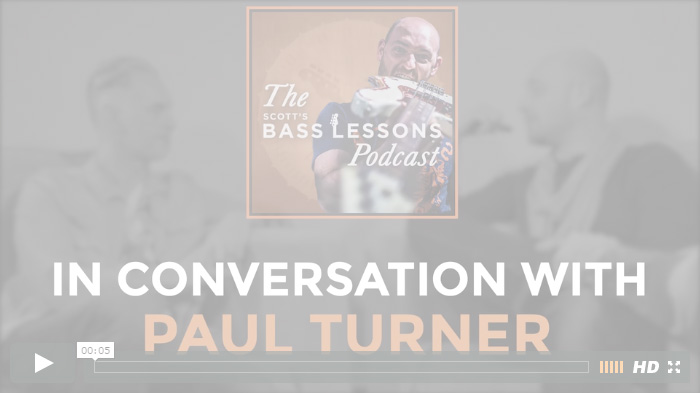 The
SCOTT'S
BASS LESSONS
Podcast
IN CONVERSATION WITH
PAUL TURNER
00:05
HD